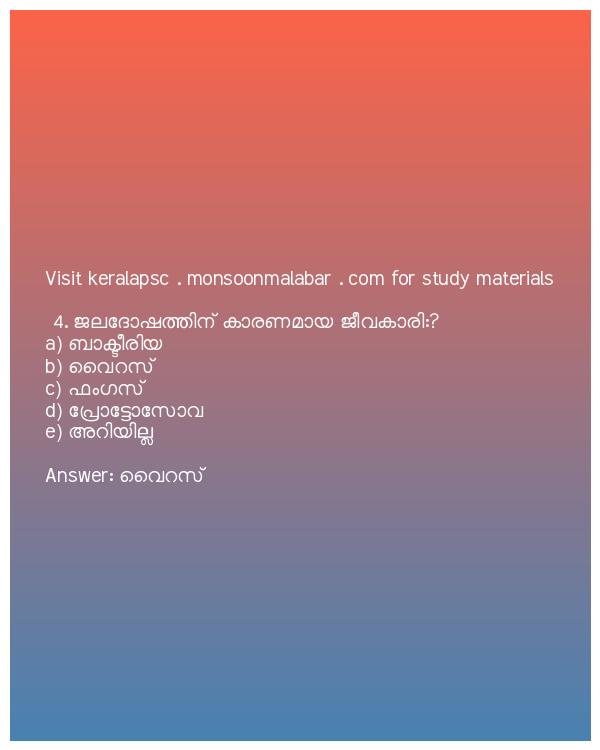 Visit keralapsc . monsoonmalabar . com for study materials
4. ജലദോഷത്തിന് കാരണമായ ജീവകാരി:?
a) ബാക്ടീരിയ
b) വൈറസ്
c) ഫംഗസ്
d) പ്രോട്ടോസോവ
e) അറിയില്ല
Answer: വൈറസ്